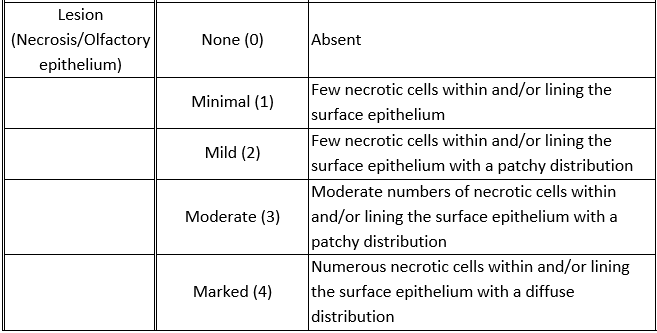 Lesion
(Necrosis/Olfactory
epithelium)
None (0)
Absent
Minimal (1)
Few necrotic cells within and/or lining the
surface epithelium
Mild (2)
Few necrotic cells within and/or lining the
surface epithelium with a patchy distribution
Moderate (3)
Moderate numbers of necrotic cells within
and/or lining the surface epithelium with a
patchy distribution
Marked (4)
Numerous necrotic cells within and/or lining
the surface epithelium with a diffuse
distribution